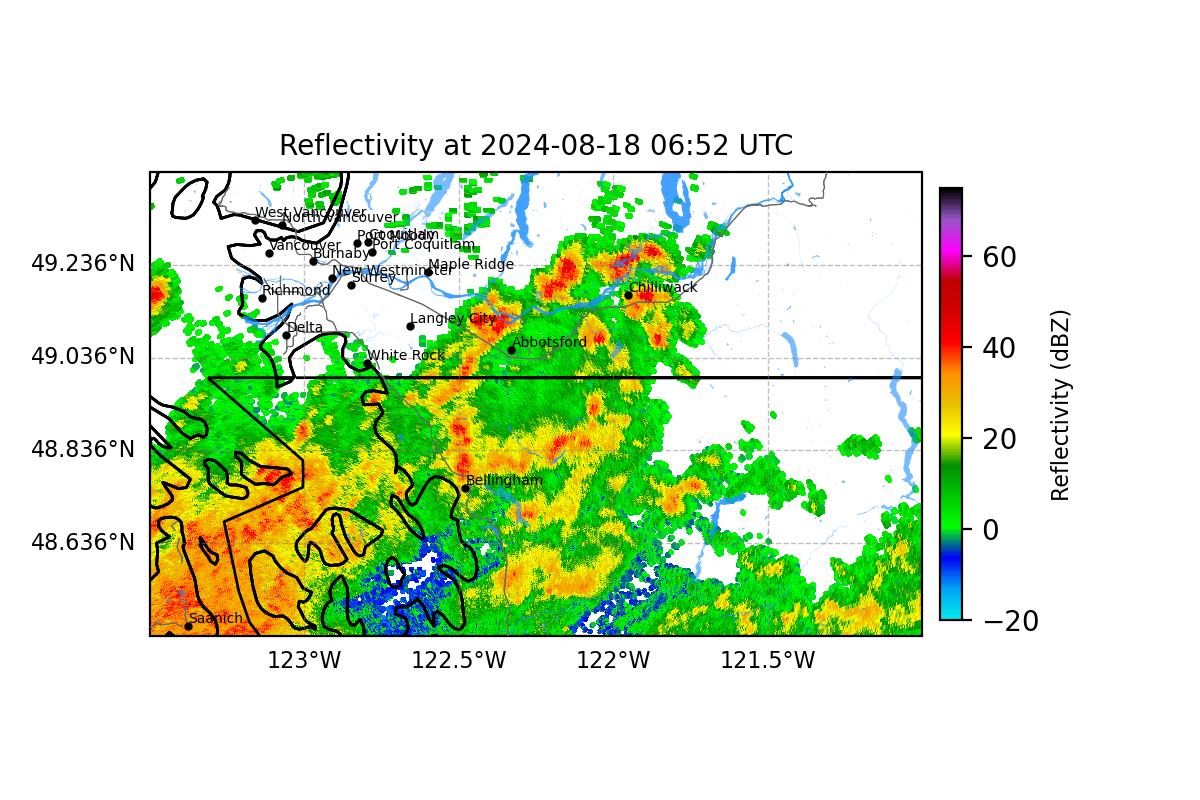 Reflectivity at 2024-08-18 06:52 UTC
West Vancouver
North Vancouver
Coquitlam
Port Moody
Vancouver
Port Coquitlam
Burnaby
New Westminster
Maple Ridge
Surrey
Richmond
Chilliwack
Langley City
Delta
Abbotsford
White Rock
Bellingham
Saanich
49.236°N
49.036°N
48.836°N
48.636°N
123°W
122.5°W
122°W
121.5°W
60
40
20
0
−20
Reflectivity (dBZ)